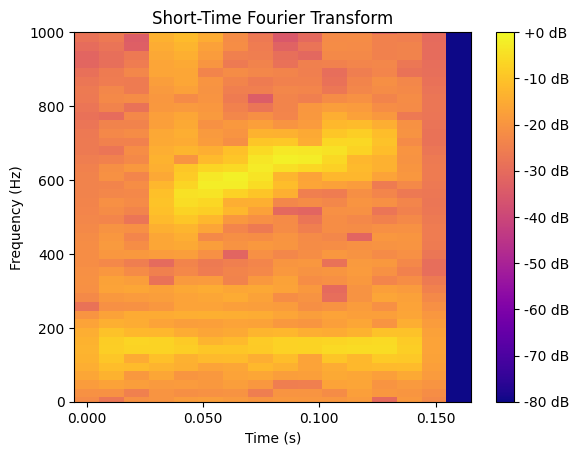 Short-Time Fourier Transform
1000
800
600
400
200
0
Frequency (Hz)
0.000
0.050
0.100
0.150
Time (s)
+0 dB
-10 dB
-20 dB
-30 dB
-40 dB
-50 dB
-60 dB
-70 dB
-80 dB